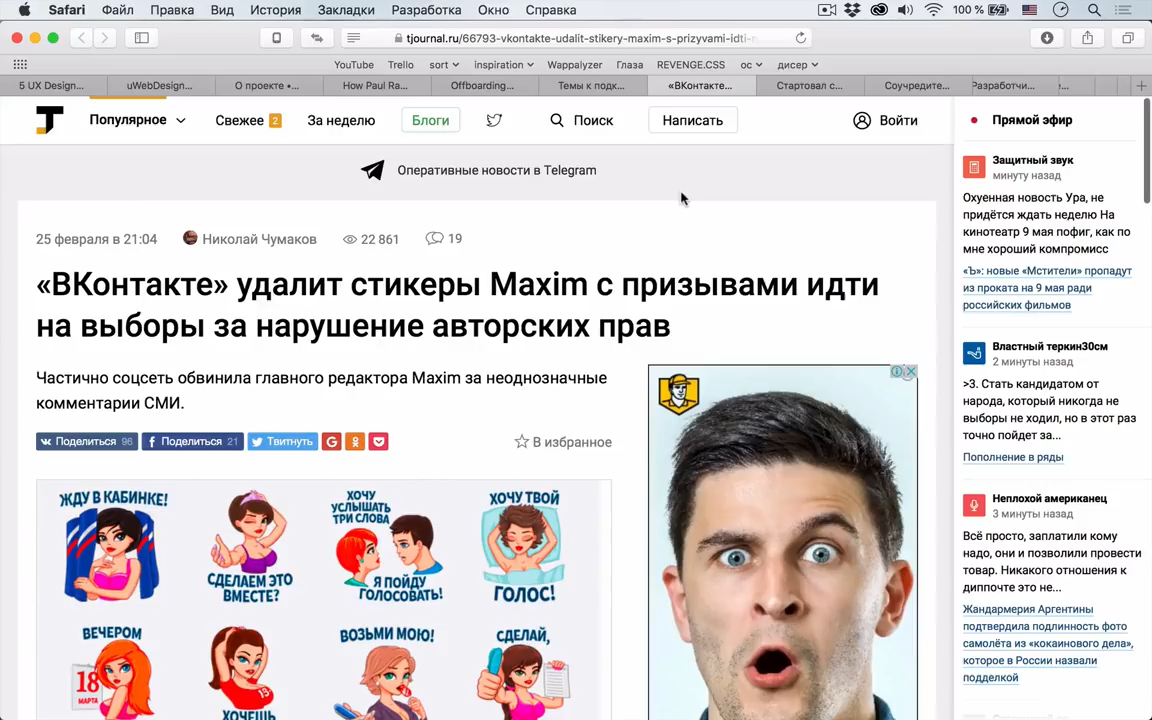 Safari Файл Правка Вид История Закладки Разработка Окно Справка 100 %
tjournal.ru/66793-vkontakte-udalit-stikery-maxim-s-prizyvami-idti-
YouTube Trello sort inspiration Wappalyzer Глаза REVENGE.CSS ос дисер
5 UX Design... uWebDesign... О проекте •... How Paul Ra... Offboarding... Темы к подк... «ВКонтакте... Стартовал с... Соучредите... Разработчи...
Популярное Свежее 2 За неделю Блоги Поиск Написать Войти
Оперативные новости в Telegram
25 февраля в 21:04 Николай Чумаков 22 861 19
«ВКонтакте» удалит стикеры Maxim с призывами идти
на выборы за нарушение авторских прав
Частично соцсеть обвинила главного редактора Maxim за неоднозначные
комментарии СМИ.
Поделиться 96 Поделиться 21 Твитнуть В избранное
ЖДУ В КАБИНКЕ!
СДЕЛАЕМ ЭТО
ВМЕСТЕ?
ХОЧУ
УСЛЫШАТЬ
ТРИ СЛОВА
Я ПОЙДУ
ГОЛОСОВАТЬ!
ХОЧУ ТВОЙ
ГОЛОС!
ВЕЧЕРОМ
18
МАРТА
ХОЧЕШЬ
ВОЗЬМИ МОЮ!
СДЕЛАЙ,
Прямой эфир
Защитный звук
минуту назад
Охуенная новость Ура, не
придётся ждать неделю На
кинотеатр 9 мая пофиг, как по
мне хороший компромисс
«Ъ»: новые «Мстители» пропадут
из проката на 9 мая ради
российских фильмов
Властный теркин30см
2 минуты назад
>3. Стать кандидатом от
народа, который никогда не
выборы не ходил, но в этот раз
точно пойдет за...
Пополнение в ряды
Неплохой американец
3 минуты назад
Всё просто, заплатили кому
надо, они и позволили провести
товар. Никакого отношения к
диппочте это не...
Жандармерия Аргентины
подтвердила подлинность фото
самолёта из «кокаинового дела»,
которое в России назвали
подделкой